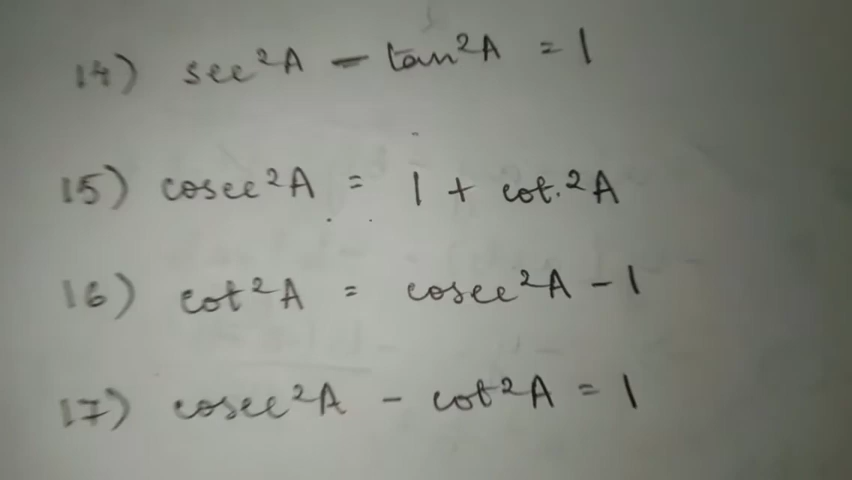 14) sec²A - tan²A = 1
15) cosec²A = 1 + cot.²A
16) cot²A = cosec²A - 1
17) cosec²A - cot²A = 1